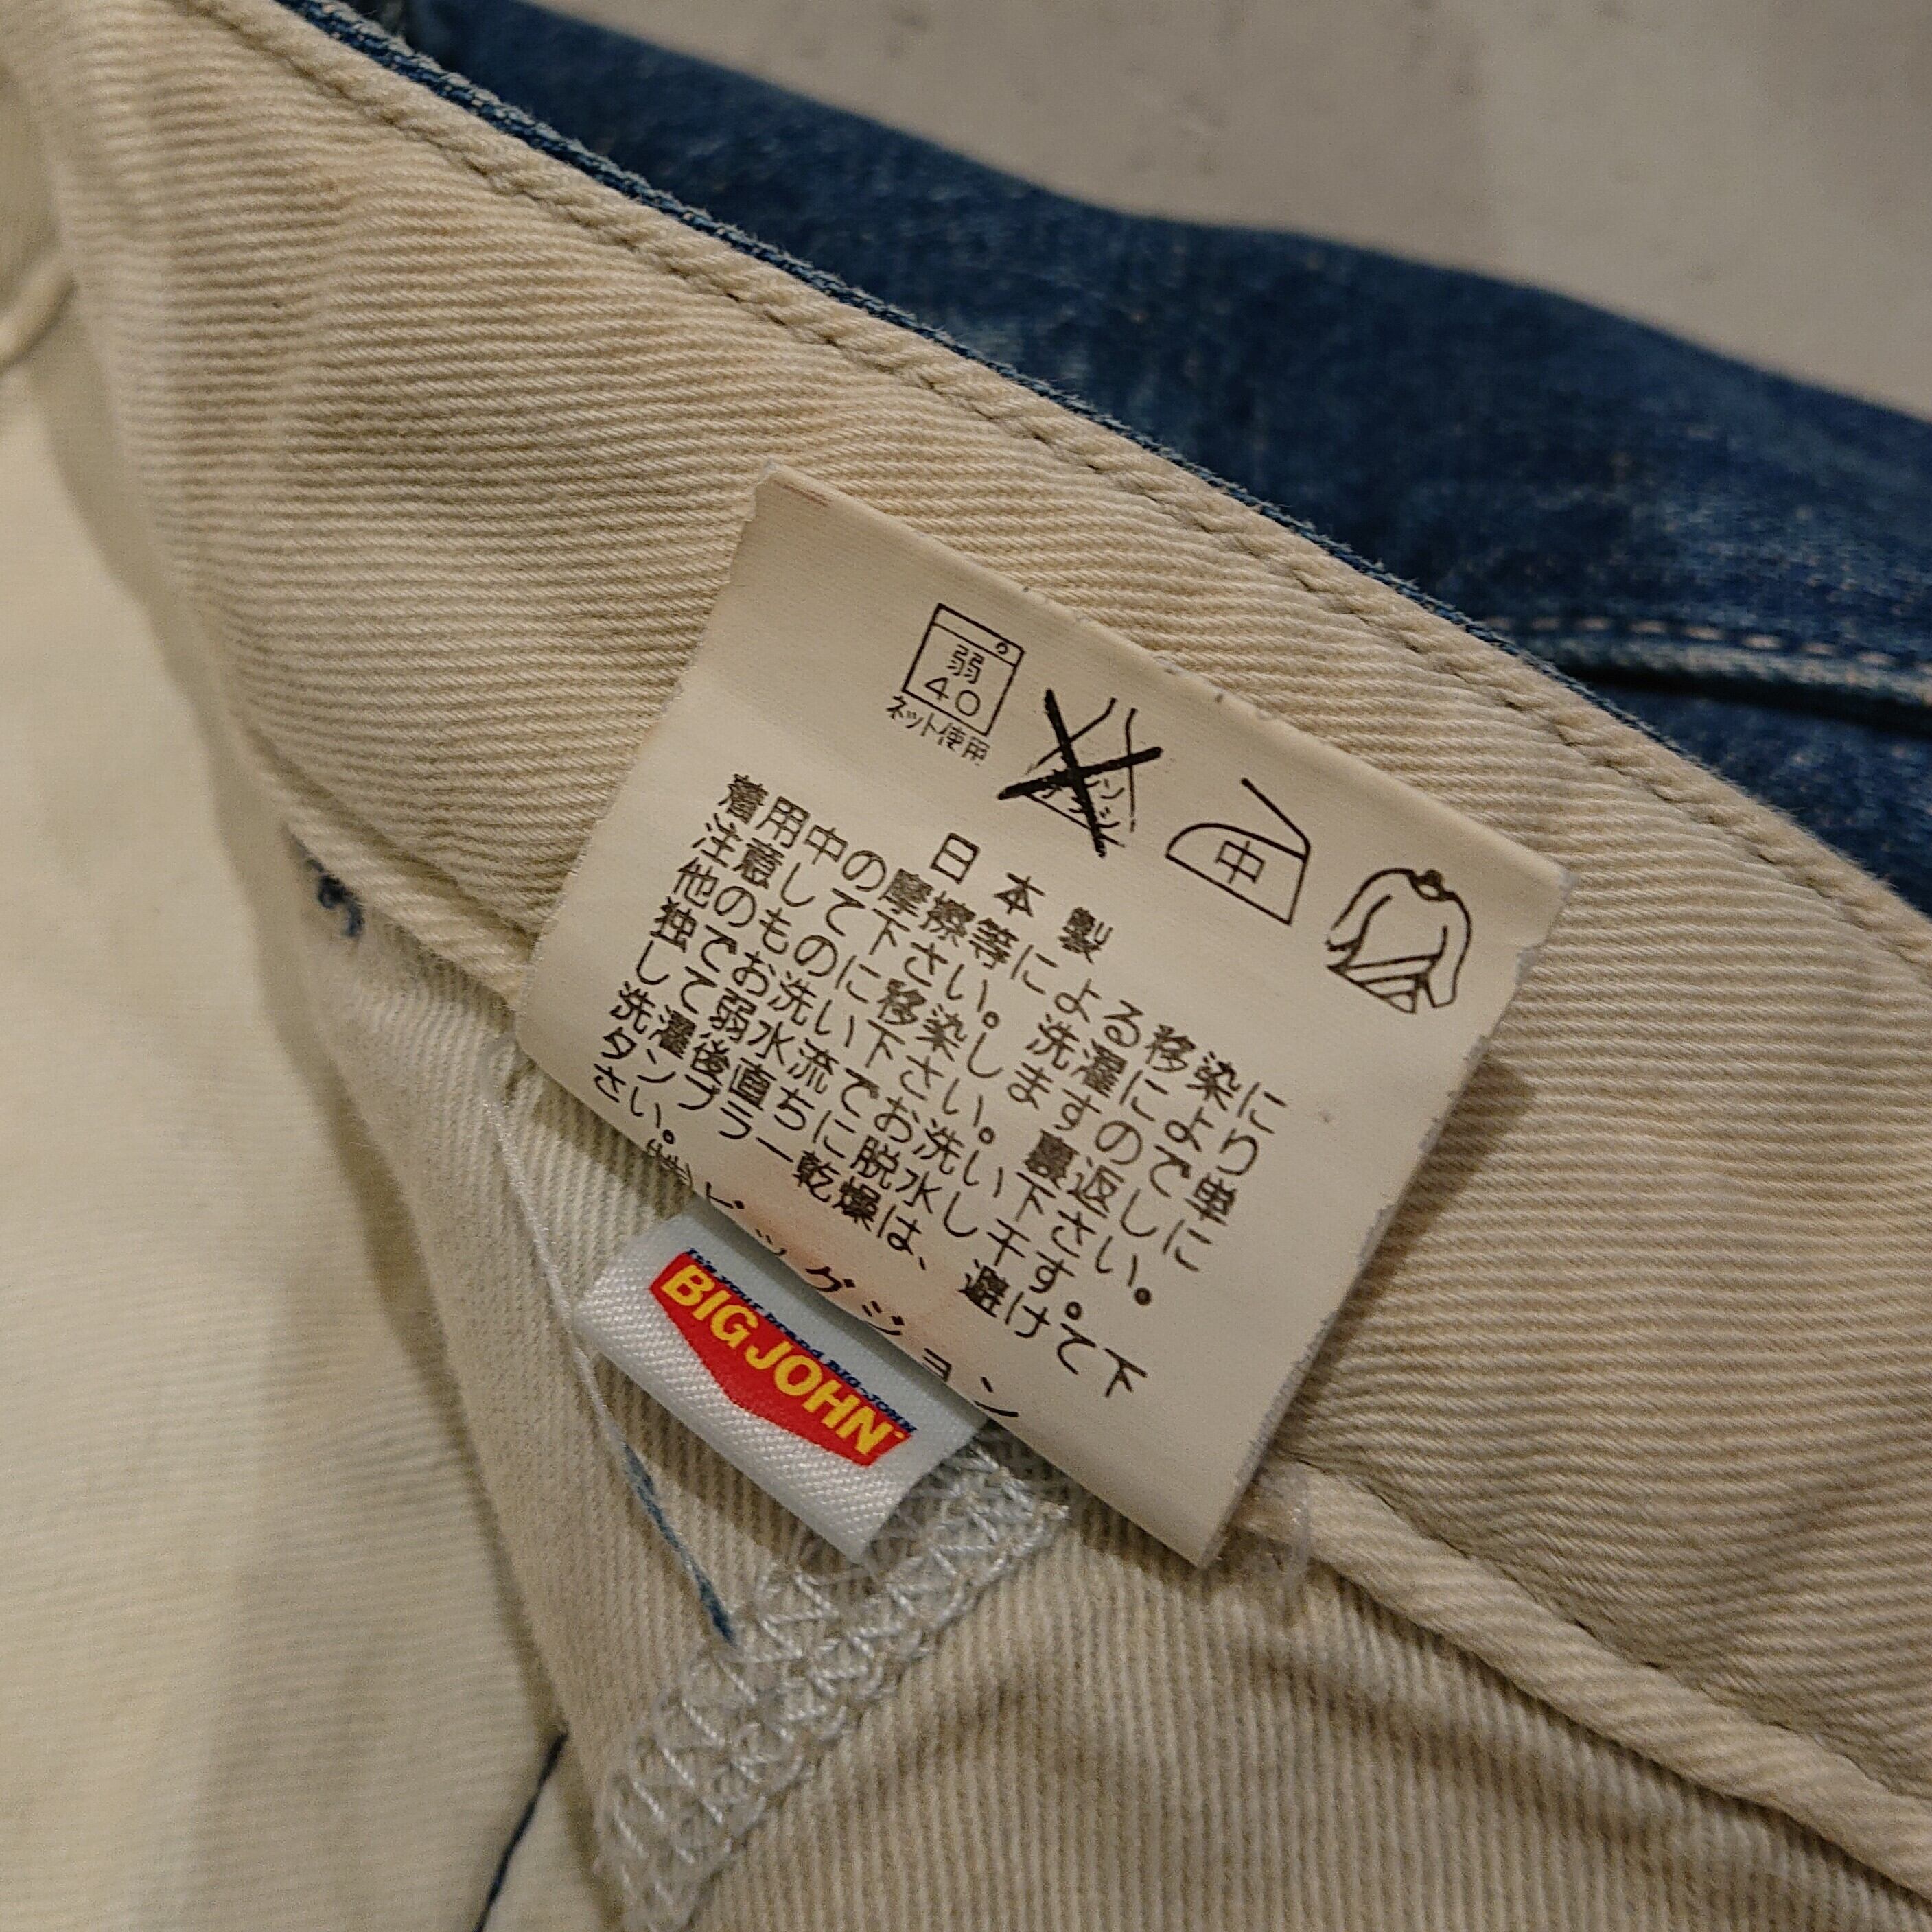 弱
40
ネット使用
中
日本製
着用中の摩擦等による移染に
注意して下さい。洗濯により
他のものに移染しますので単
独でお洗い下さい。裏返しに
して弱水流でお洗い下さい。
洗濯後直ちに脱水し干す。
タンブラー乾燥は、避けて下
さい。
㈱ビッグジョン
BIG JOHN